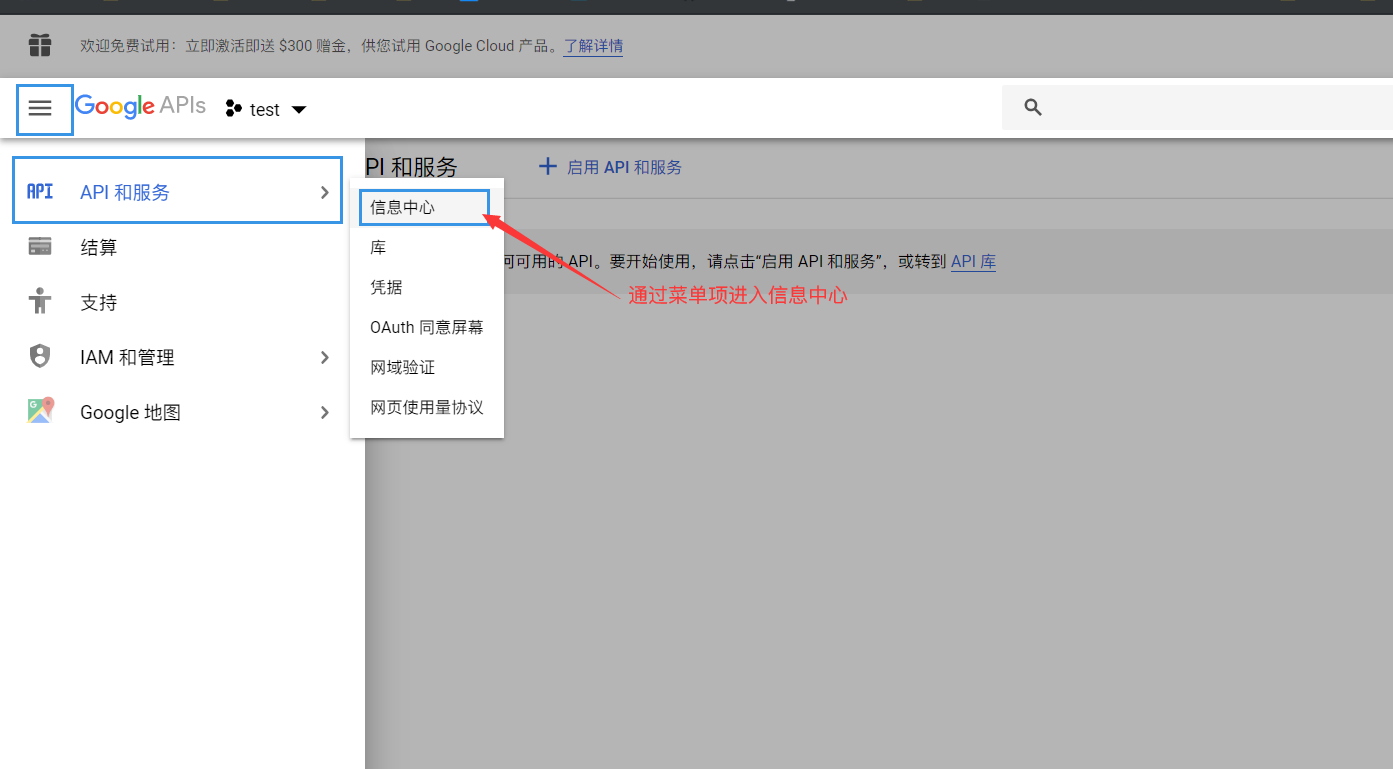 欢迎免费试用：立即激活即送 $300 赠金，供您试用 Google Cloud 产品。了解详情
Google APIs test
API 和服务
结算
支持
IAM 和管理
Google 地图
PI 和服务
启用 API 和服务
信息中心
库
凭据
OAuth 同意屏幕
网域验证
网页使用量协议
可用的 API。要开始使用，请点击“启用 API 和服务”，或转到 API 库
通过菜单项进入信息中心